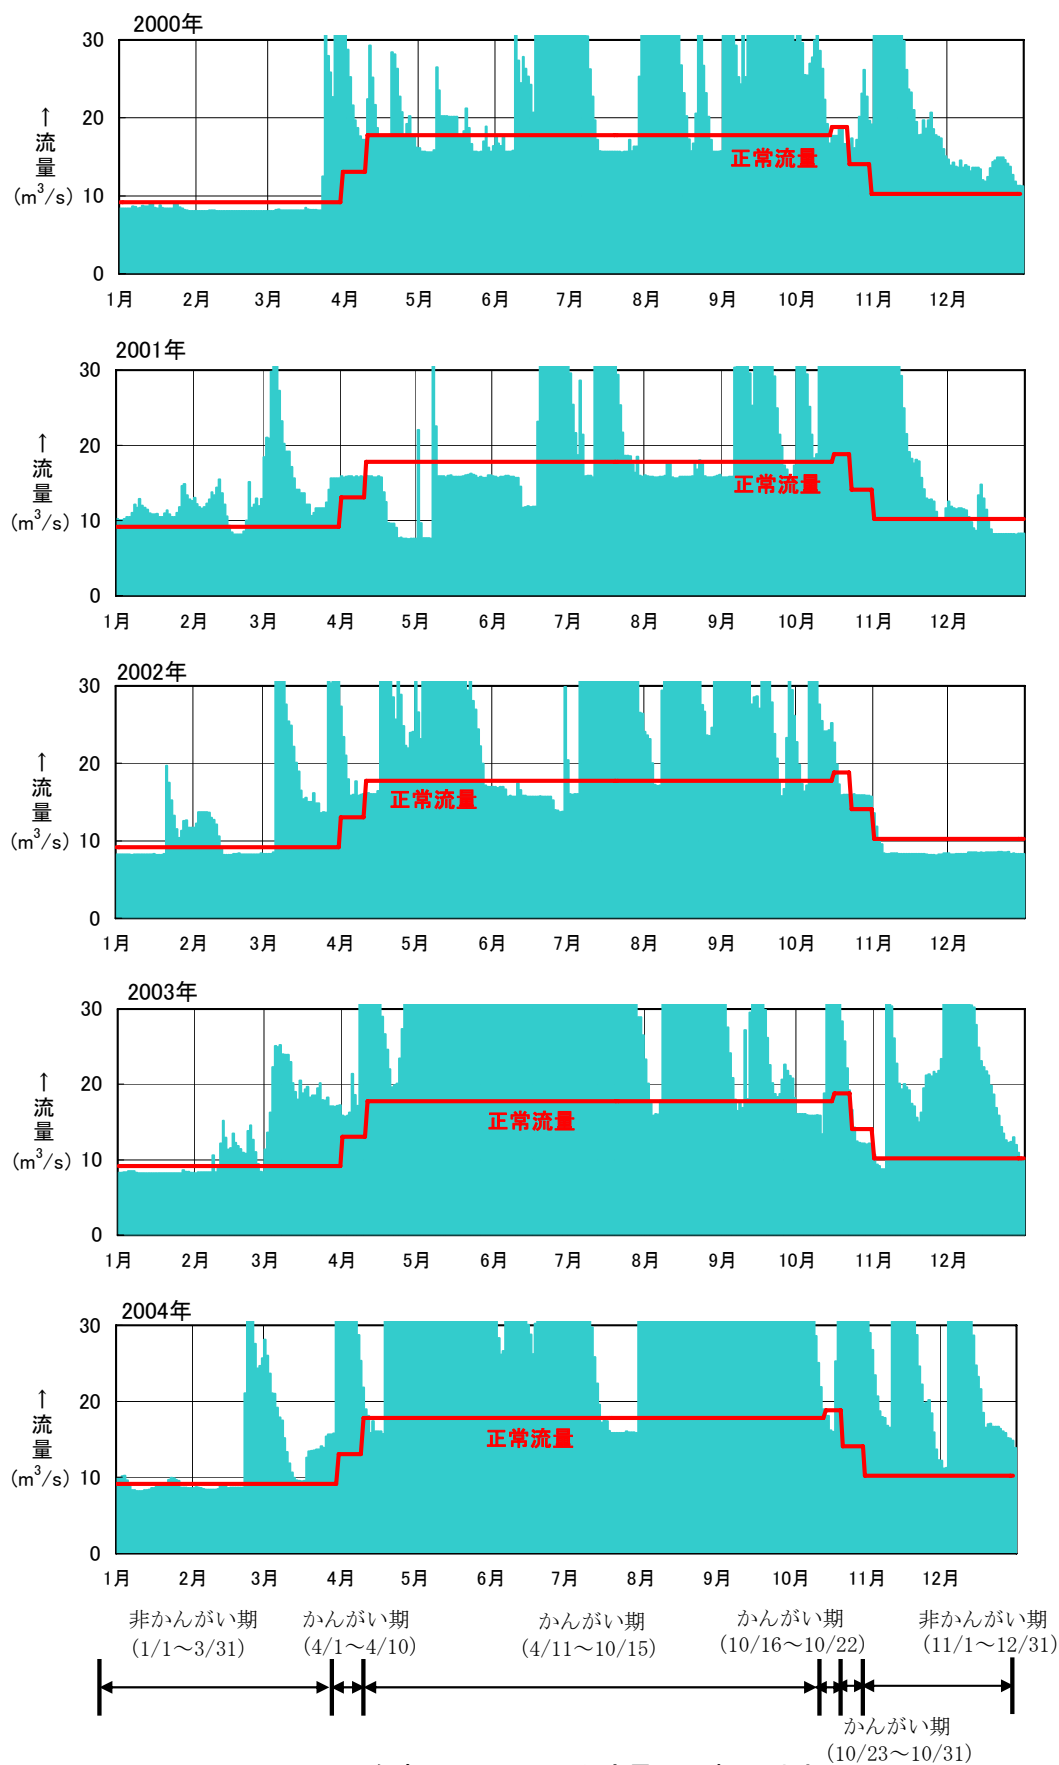 2000年
30
20
10
0
↑
流
量
(m³/s)
正常流量
1月 2月 3月 4月 5月 6月 7月 8月 9月 10月 11月 12月
2001年
30
20
10
0
↑
流
量
(m³/s)
正常流量
1月 2月 3月 4月 5月 6月 7月 8月 9月 10月 11月 12月
2002年
30
20
10
0
↑
流
量
(m³/s)
正常流量
1月 2月 3月 4月 5月 6月 7月 8月 9月 10月 11月 12月
2003年
30
20
10
0
↑
流
量
(m³/s)
正常流量
1月 2月 3月 4月 5月 6月 7月 8月 9月 10月 11月 12月
2004年
30
20
10
0
↑
流
量
(m³/s)
正常流量
1月 2月 3月 4月 5月 6月 7月 8月 9月 10月 11月 12月
非かんがい期
(1/1～3/31)
かんがい期
(4/1～4/10)
かんがい期
(4/11～10/15)
かんがい期
(10/16～10/22)
非かんがい期
(11/1～12/31)
かんがい期
(10/23～10/31)